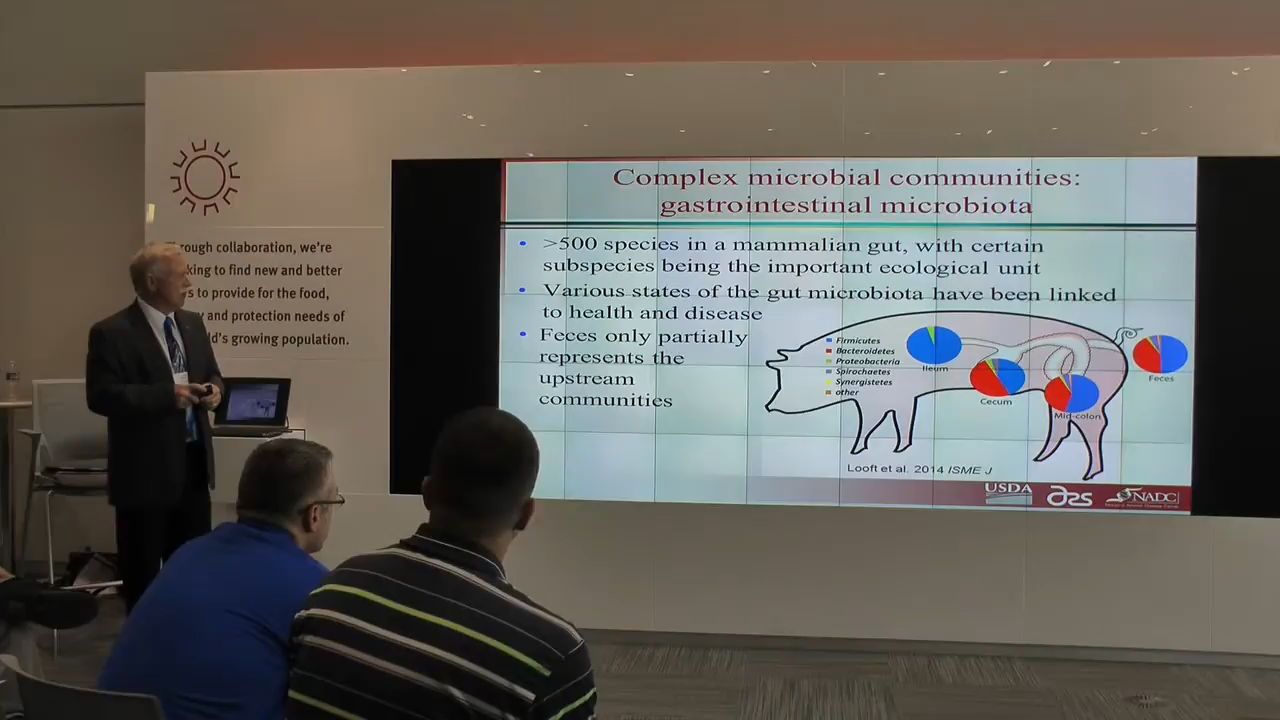 Through collaboration, we're
king to find new and better
s to provide for the food,
and protection needs of
ld's growing population.
Complex microbial communities:
gastrointestinal microbiota
• >500 species in a mammalian gut, with certain
subspecies being the important ecological unit
• Various states of the gut microbiota have been linked
to health and disease
• Feces only partially
represents the
upstream
communities
Firmicutes
Bacteroidetes
Proteobacteria
Spirochaetes
Synergistetes
other
Ileum
Cecum
Mid-colon
Feces
Looft et al. 2014 ISME J
USDA
ars
NADC